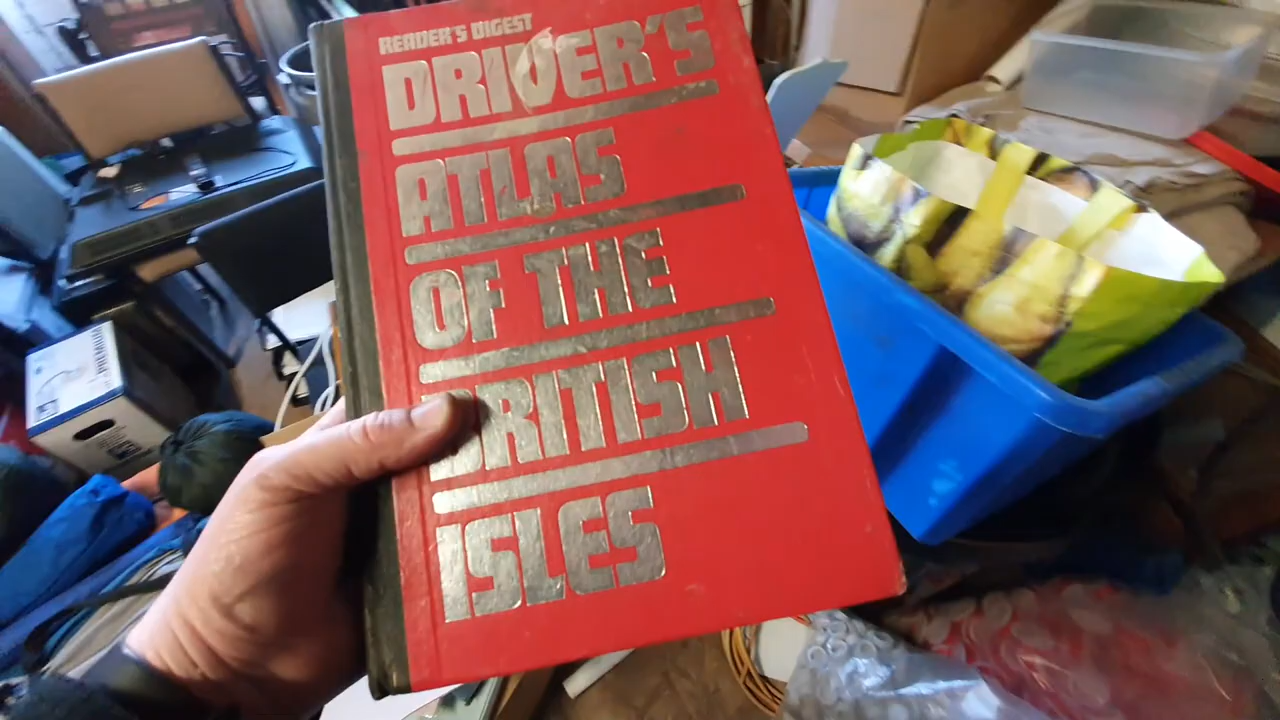 READER'S DIGEST
DRIVER'S
ATLAS
OF THE
BRITISH
ISLES